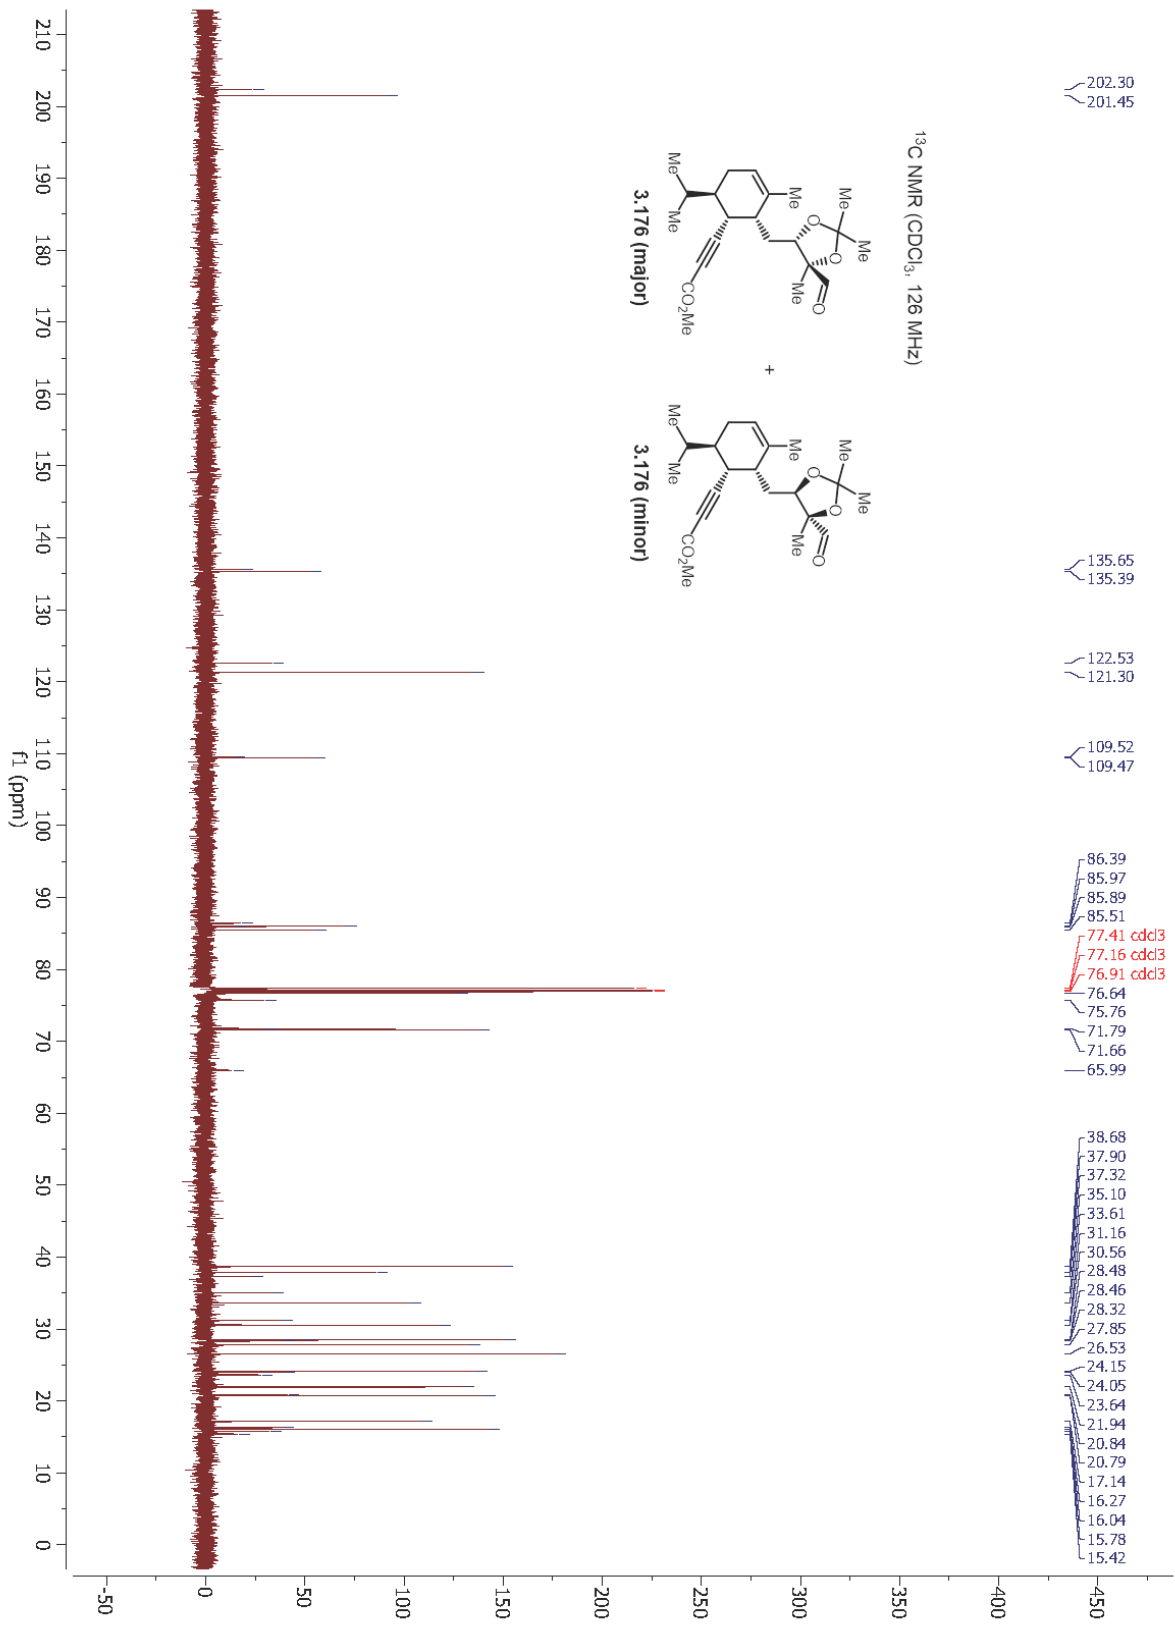 202.30
201.45
135.65
135.39
122.53
121.30
109.52
109.47
86.39
85.97
85.89
85.51
77.41 cdcl3
77.16 cdcl3
76.91 cdcl3
76.64
75.76
71.79
71.66
65.99
38.68
37.90
37.32
35.10
33.61
31.16
30.56
28.48
28.46
28.32
27.85
26.53
24.15
24.05
23.64
21.94
20.84
20.79
17.14
16.27
16.04
15.78
15.42
13C NMR (CDCl3, 126 MHz)
Me
Me
O
O
Me
Me
O
Me
Me
CO2Me
3.176 (major)
+
Me
Me
O
O
Me
Me
O
Me
Me
CO2Me
3.176 (minor)
450
400
350
300
250
200
150
100
50
0
-50
210
200
190
180
170
160
150
140
130
120
110
100
90
80
70
60
50
40
30
20
10
0
f1 (ppm)